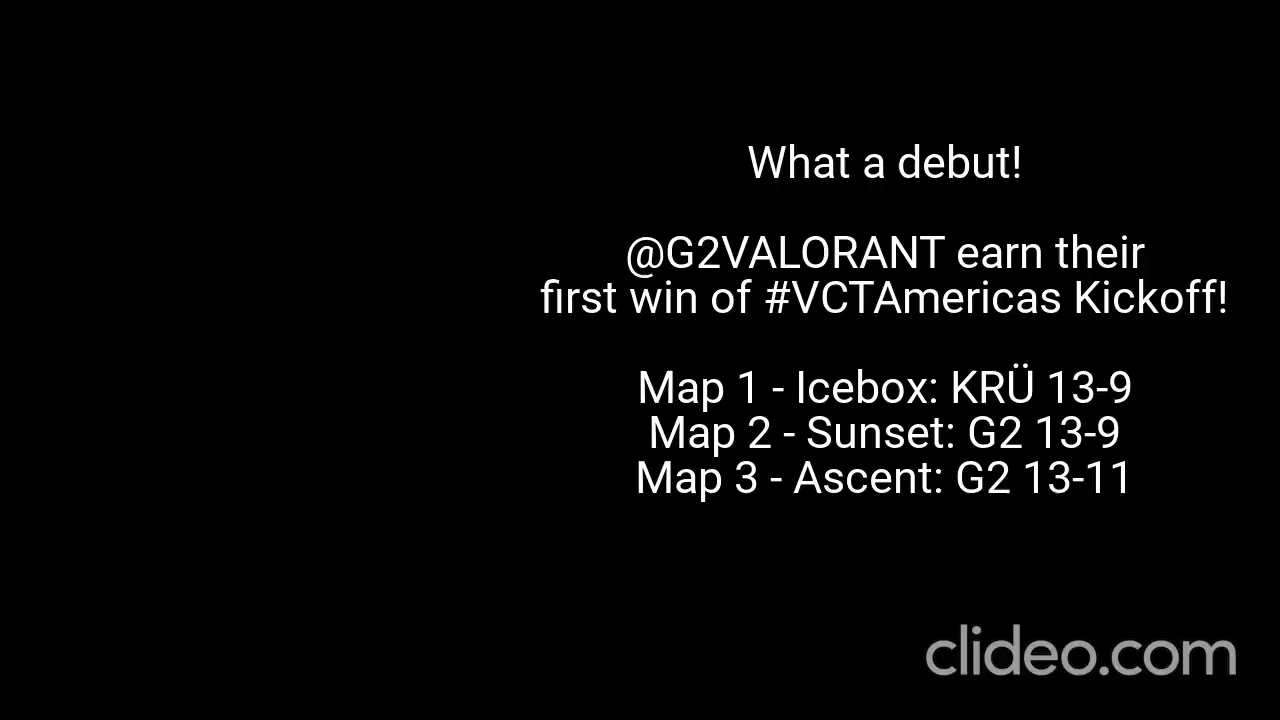 What a debut!
@G2VALORANT earn their
first win of #VCTAmericas Kickoff!
Map 1 - Icebox: KRÜ 13-9
Map 2 - Sunset: G2 13-9
Map 3 - Ascent: G2 13-11
clideo.com